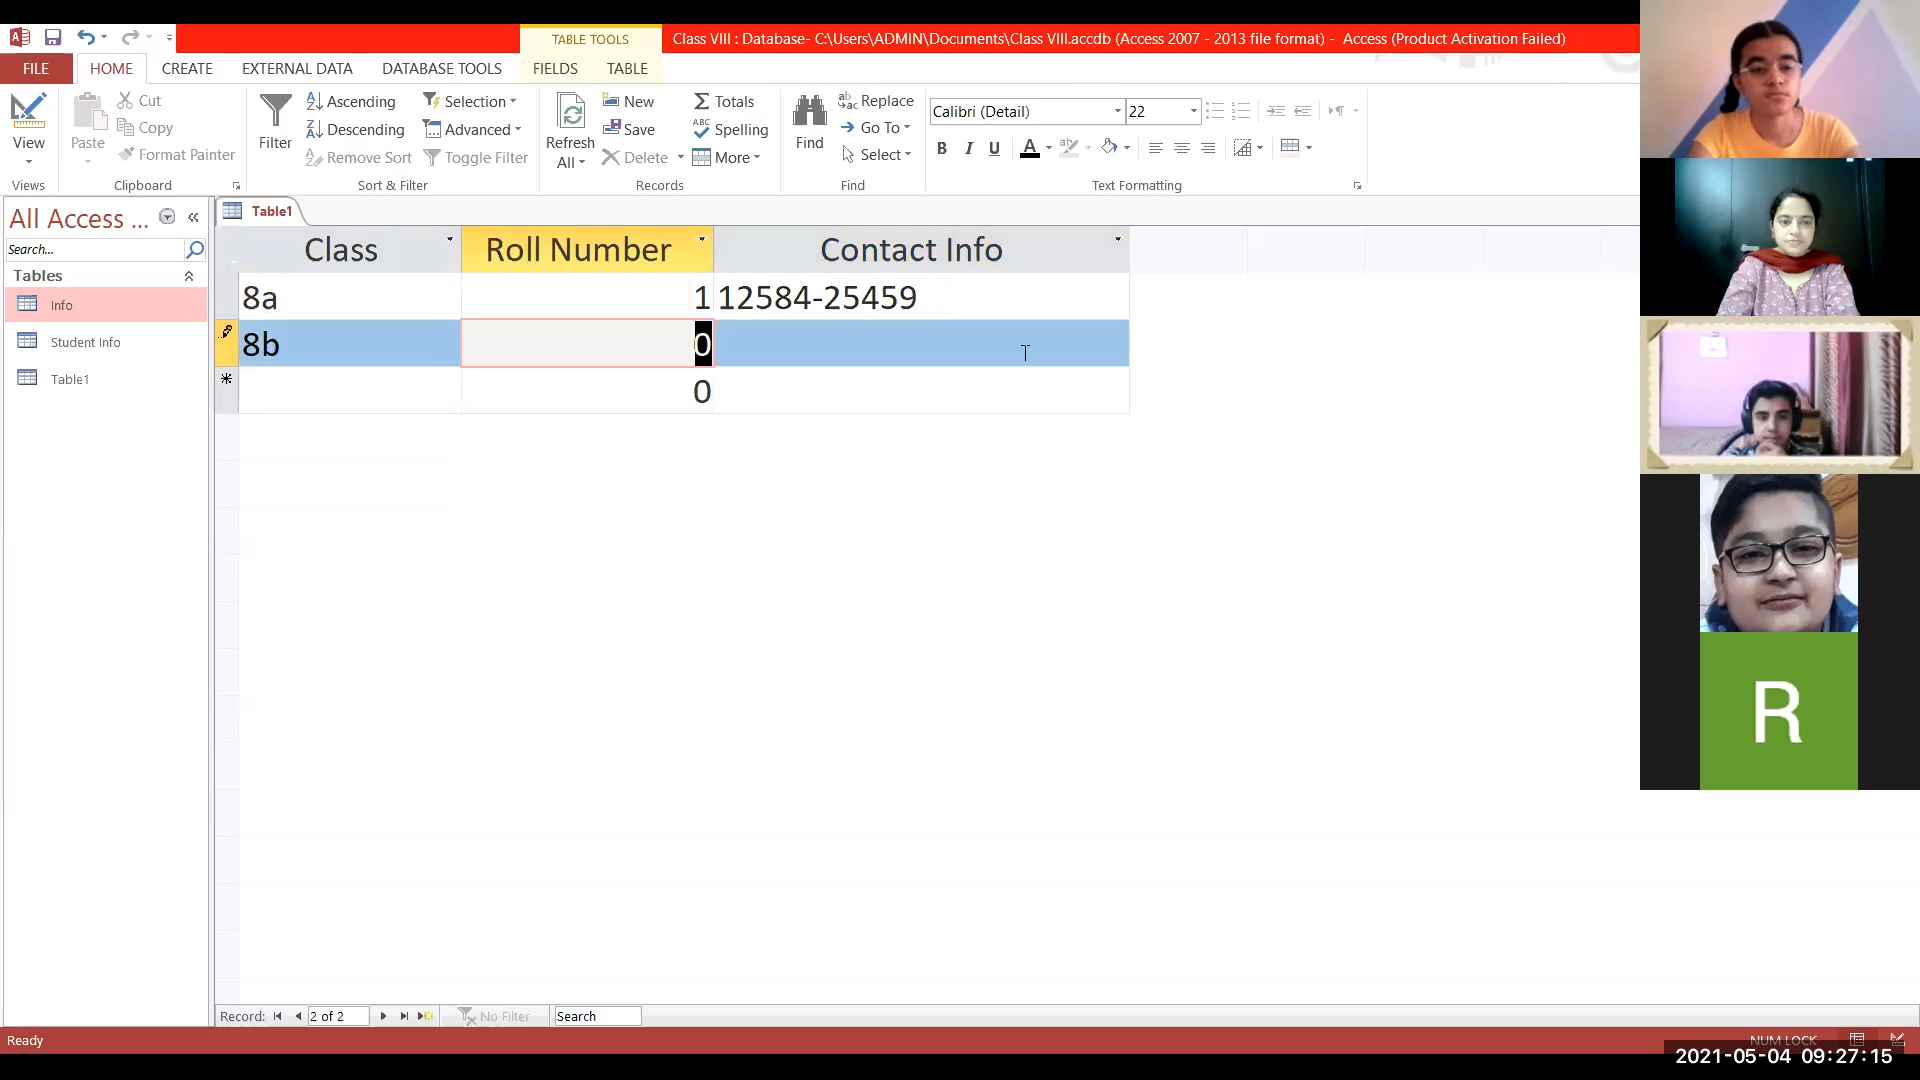 TABLE TOOLS
Class VIII : Database- C:\Users\ADMIN\Documents\Class VIII.accdb (Access 2007 - 2013 file format) - Access (Product Activation Failed)
FILE HOME CREATE EXTERNAL DATA DATABASE TOOLS FIELDS TABLE
View
Views
Paste
Cut
Copy
Format Painter
Clipboard
Filter
Ascending
Descending
Remove Sort
Selection
Advanced
Toggle Filter
Sort & Filter
Refresh
All
New
Save
Delete
Totals
Spelling
More
Records
Find
Replace
Go To
Select
Find
Calibri (Detail) 22
B I U A
Text Formatting
All Access ...
Search...
Tables
Info
Student Info
Table1
Table1
Class Roll Number Contact Info
8a 1 12584-25459
8b 0
0
R
Record: 2 of 2 No Filter Search
Ready
NUM LOCK
2021-05-04 09:27:15